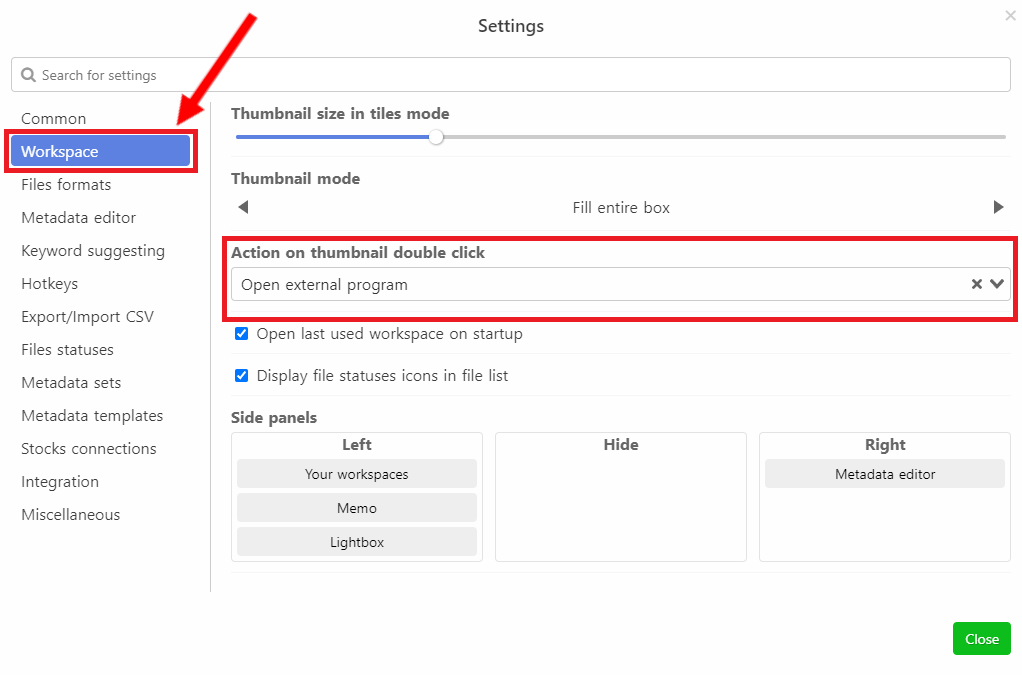 Settings
Search for settings
Common
Workspace
Files formats
Metadata editor
Keyword suggesting
Hotkeys
Export/Import CSV
Files statuses
Metadata sets
Metadata templates
Stocks connections
Integration
Miscellaneous
Thumbnail size in tiles mode
Thumbnail mode
Fill entire box
Action on thumbnail double click
Open external program
Open last used workspace on startup
Display file statuses icons in file list
Side panels
Left
Your workspaces
Memo
Lightbox
Hide
Right
Metadata editor
Close